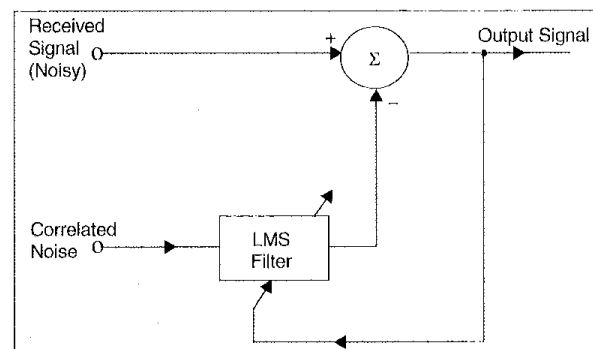 Received
Signal
(Noisy)
+
Σ
Output Signal
−
Correlated
Noise
LMS
Filter